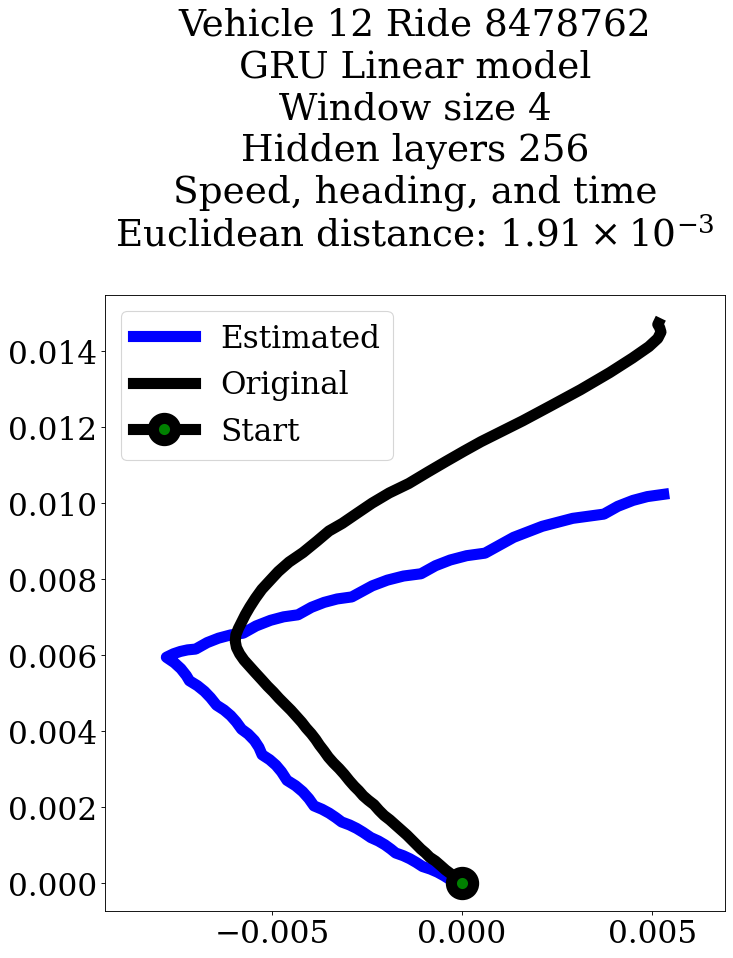 Vehicle 12 Ride 8478762
GRU Linear model
Window size 4
Hidden layers 256
Speed, heading, and time
Euclidean distance: 1.91 × 10⁻³
Estimated
Original
Start
0.014
0.012
0.010
0.008
0.006
0.004
0.002
0.000
−0.005 0.000 0.005